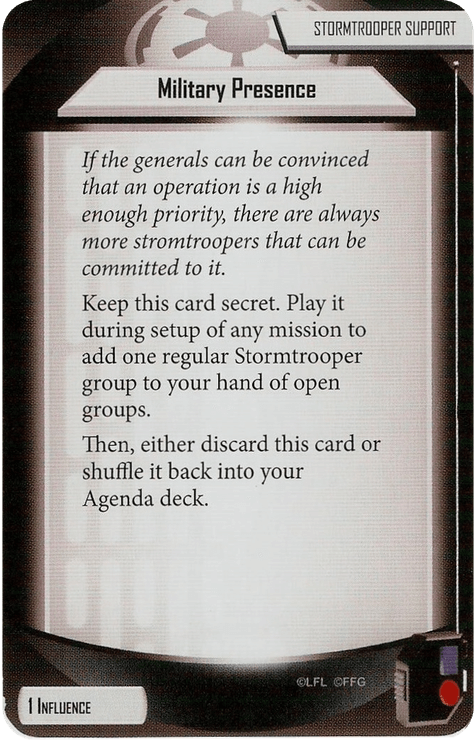 STORMTROOPER SUPPORT
Military Presence
If the generals can be convinced
that an operation is a high
enough priority, there are always
more stromtroopers that can be
committed to it.
Keep this card secret. Play it
during setup of any mission to
add one regular Stormtrooper
group to your hand of open
groups.
Then, either discard this card or
shuffle it back into your
Agenda deck.
©LFL ©FFG
1 INFLUENCE